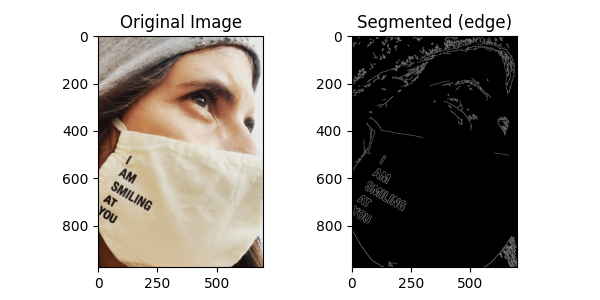 Original Image
Segmented (edge)
0
200
400
600
800
0
250
500
I
AM
SMILING
AT
YOU
0
200
400
600
800
0
250
500
I
AM
SMILING
AT
YOU